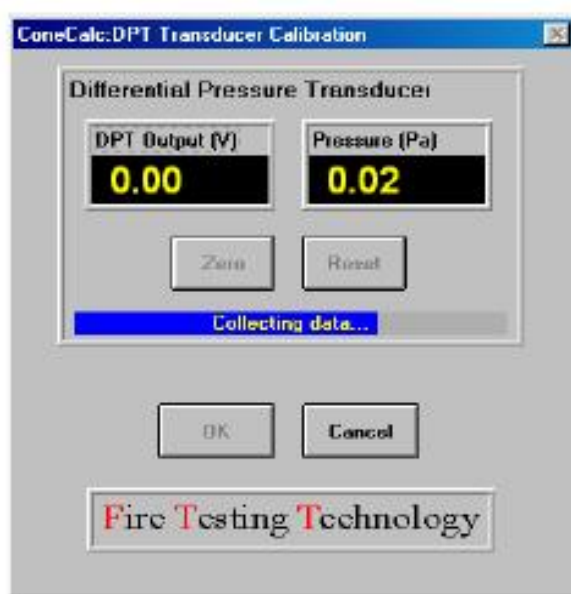 ConeCalc:DPT Transducer Calibration
Differential Pressure Transducer
DPT Output (V) Pressure (Pa)
0.00 0.02
Zero Reset
Collecting data...
OK Cancel
Fire Testing Technology